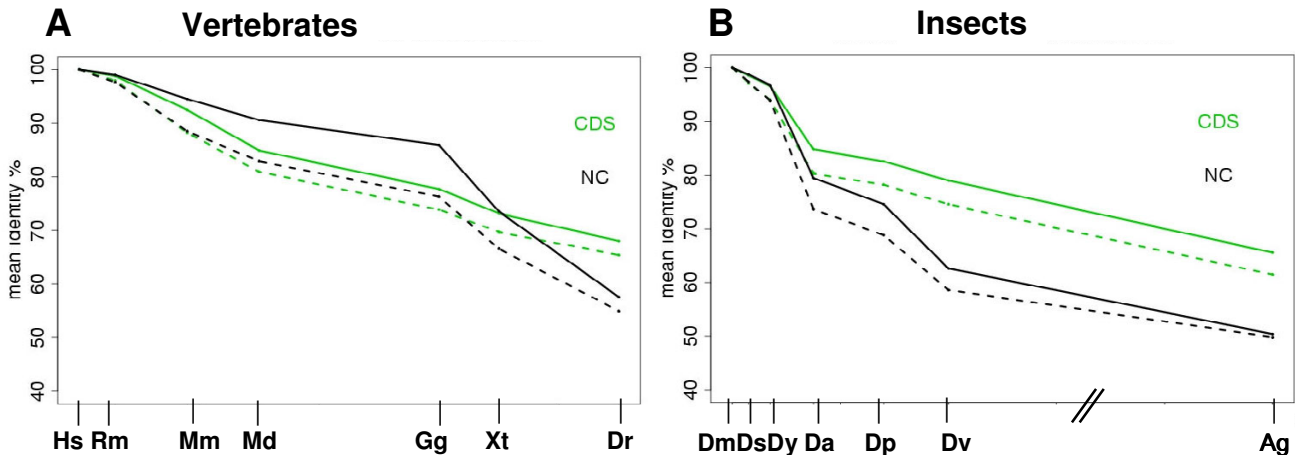 A Vertebrates
100
90
80
70
60
50
40
mean identity %
CDS
NC
Hs Rm Mm Md Gg Xt Dr
B Insects
100
90
80
70
60
50
40
mean identity %
CDS
NC
Dm Ds Dy Da Dp Dv Ag